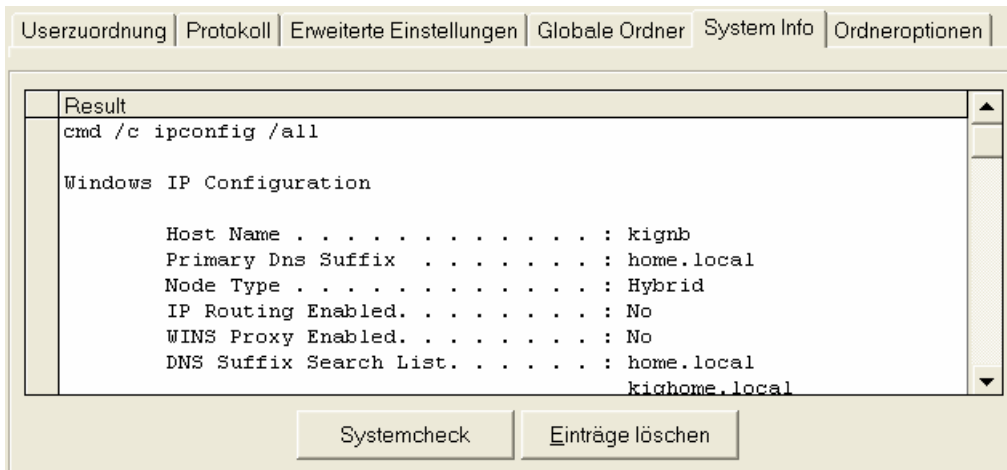 Userzuordnung Protokoll Erweiterte Einstellungen Globale Ordner System Info Ordneroptionen
Result
cmd /c ipconfig /all
Windows IP Configuration
Host Name . . . . . . . . . . . . : kignb
Primary Dns Suffix  . . . . . . . : home.local
Node Type . . . . . . . . . . . . : Hybrid
IP Routing Enabled. . . . . . . . : No
WINS Proxy Enabled. . . . . . . . : No
DNS Suffix Search List. . . . . . : home.local
kighome.local
Systemcheck Einträge löschen